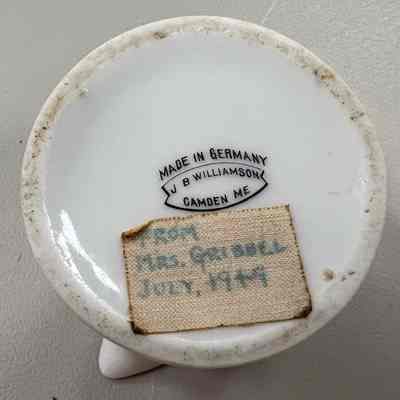 MADE IN GERMANY
J B WILLIAMSON
CAMDEN ME
FROM
MRS. GRIBBEL
JULY, 1949